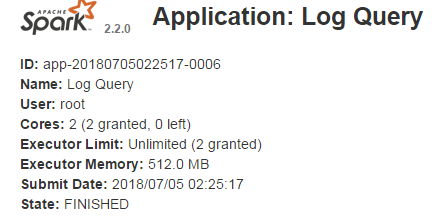 APACHE
Spark 2.2.0 Application: Log Query
ID: app-20180705022517-0006
Name: Log Query
User: root
Cores: 2 (2 granted, 0 left)
Executor Limit: Unlimited (2 granted)
Executor Memory: 512.0 MB
Submit Date: 2018/07/05 02:25:17
State: FINISHED